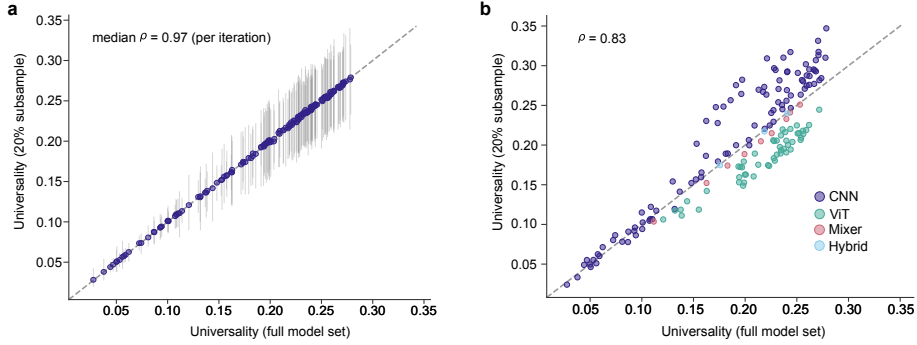 a
median ρ = 0.97 (per iteration)
Universality (20% subsample)
0.35
0.30
0.25
0.20
0.15
0.10
0.05
0.05 0.10 0.15 0.20 0.25 0.30 0.35
Universality (full model set)
b
ρ = 0.83
Universality (20% subsample)
0.35
0.30
0.25
0.20
0.15
0.10
0.05
CNN
ViT
Mixer
Hybrid
0.05 0.10 0.15 0.20 0.25 0.30 0.35
Universality (full model set)